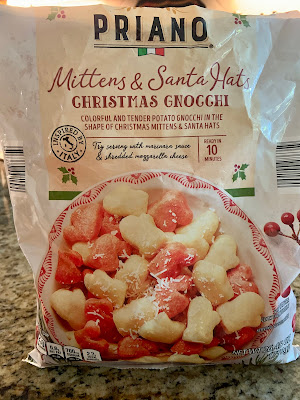 PRIANO
Mittens & Santa Hats
CHRISTMAS GNOCCHI
COLORFUL AND TENDER POTATO GNOCCHI IN THE
SHAPE OF CHRISTMAS MITTENS & SANTA HATS
INSPIRED BY
ITALY
Try serving with marinara sauce
& shredded mozzarella cheese
READY IN
10
MINUTES